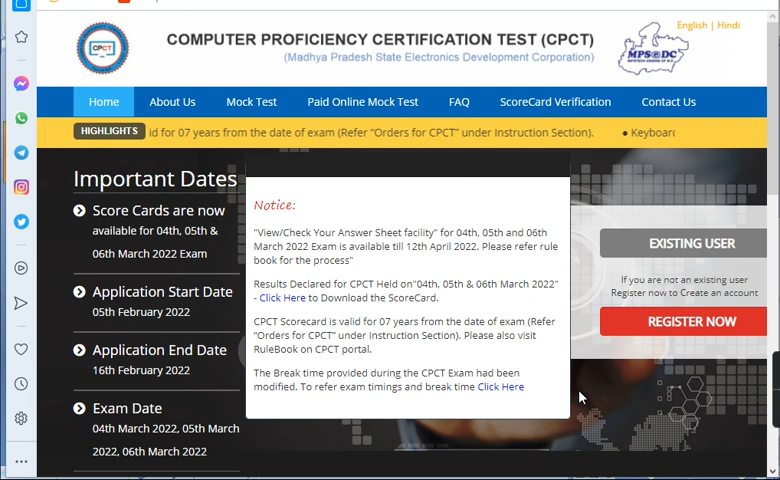 English | Hindi
CPCT
COMPUTER PROFICIENCY CERTIFICATION TEST (CPCT)
(Madhya Pradesh State Electronics Development Corporation)
MPSEDC
Home About Us Mock Test Paid Online Mock Test FAQ ScoreCard Verification Contact Us
HIGHLIGHTS id for 07 years from the date of exam (Refer "Orders for CPCT" under Instruction Section). ● Keyboard
Important Dates
Score Cards are now
available for 04th, 05th &
06th March 2022 Exam
Application Start Date
05th February 2022
Application End Date
16th February 2022
Exam Date
04th March 2022, 05th March
2022, 06th March 2022
Notice:
"View/Check Your Answer Sheet facility" for 04th, 05th and 06th
March 2022 Exam is available till 12th April 2022. Please refer rule
book for the process"
Results Declared for CPCT Held on"04th, 05th & 06th March 2022"
- Click Here to Download the ScoreCard.
CPCT Scorecard is valid for 07 years from the date of exam (Refer
"Orders for CPCT" under Instruction Section). Please also visit
RuleBook on CPCT portal.
The Break time provided during the CPCT Exam had been
modified. To refer exam timings and break time Click Here
EXISTING USER
If you are not an existing user
Register now to Create an account
REGISTER NOW